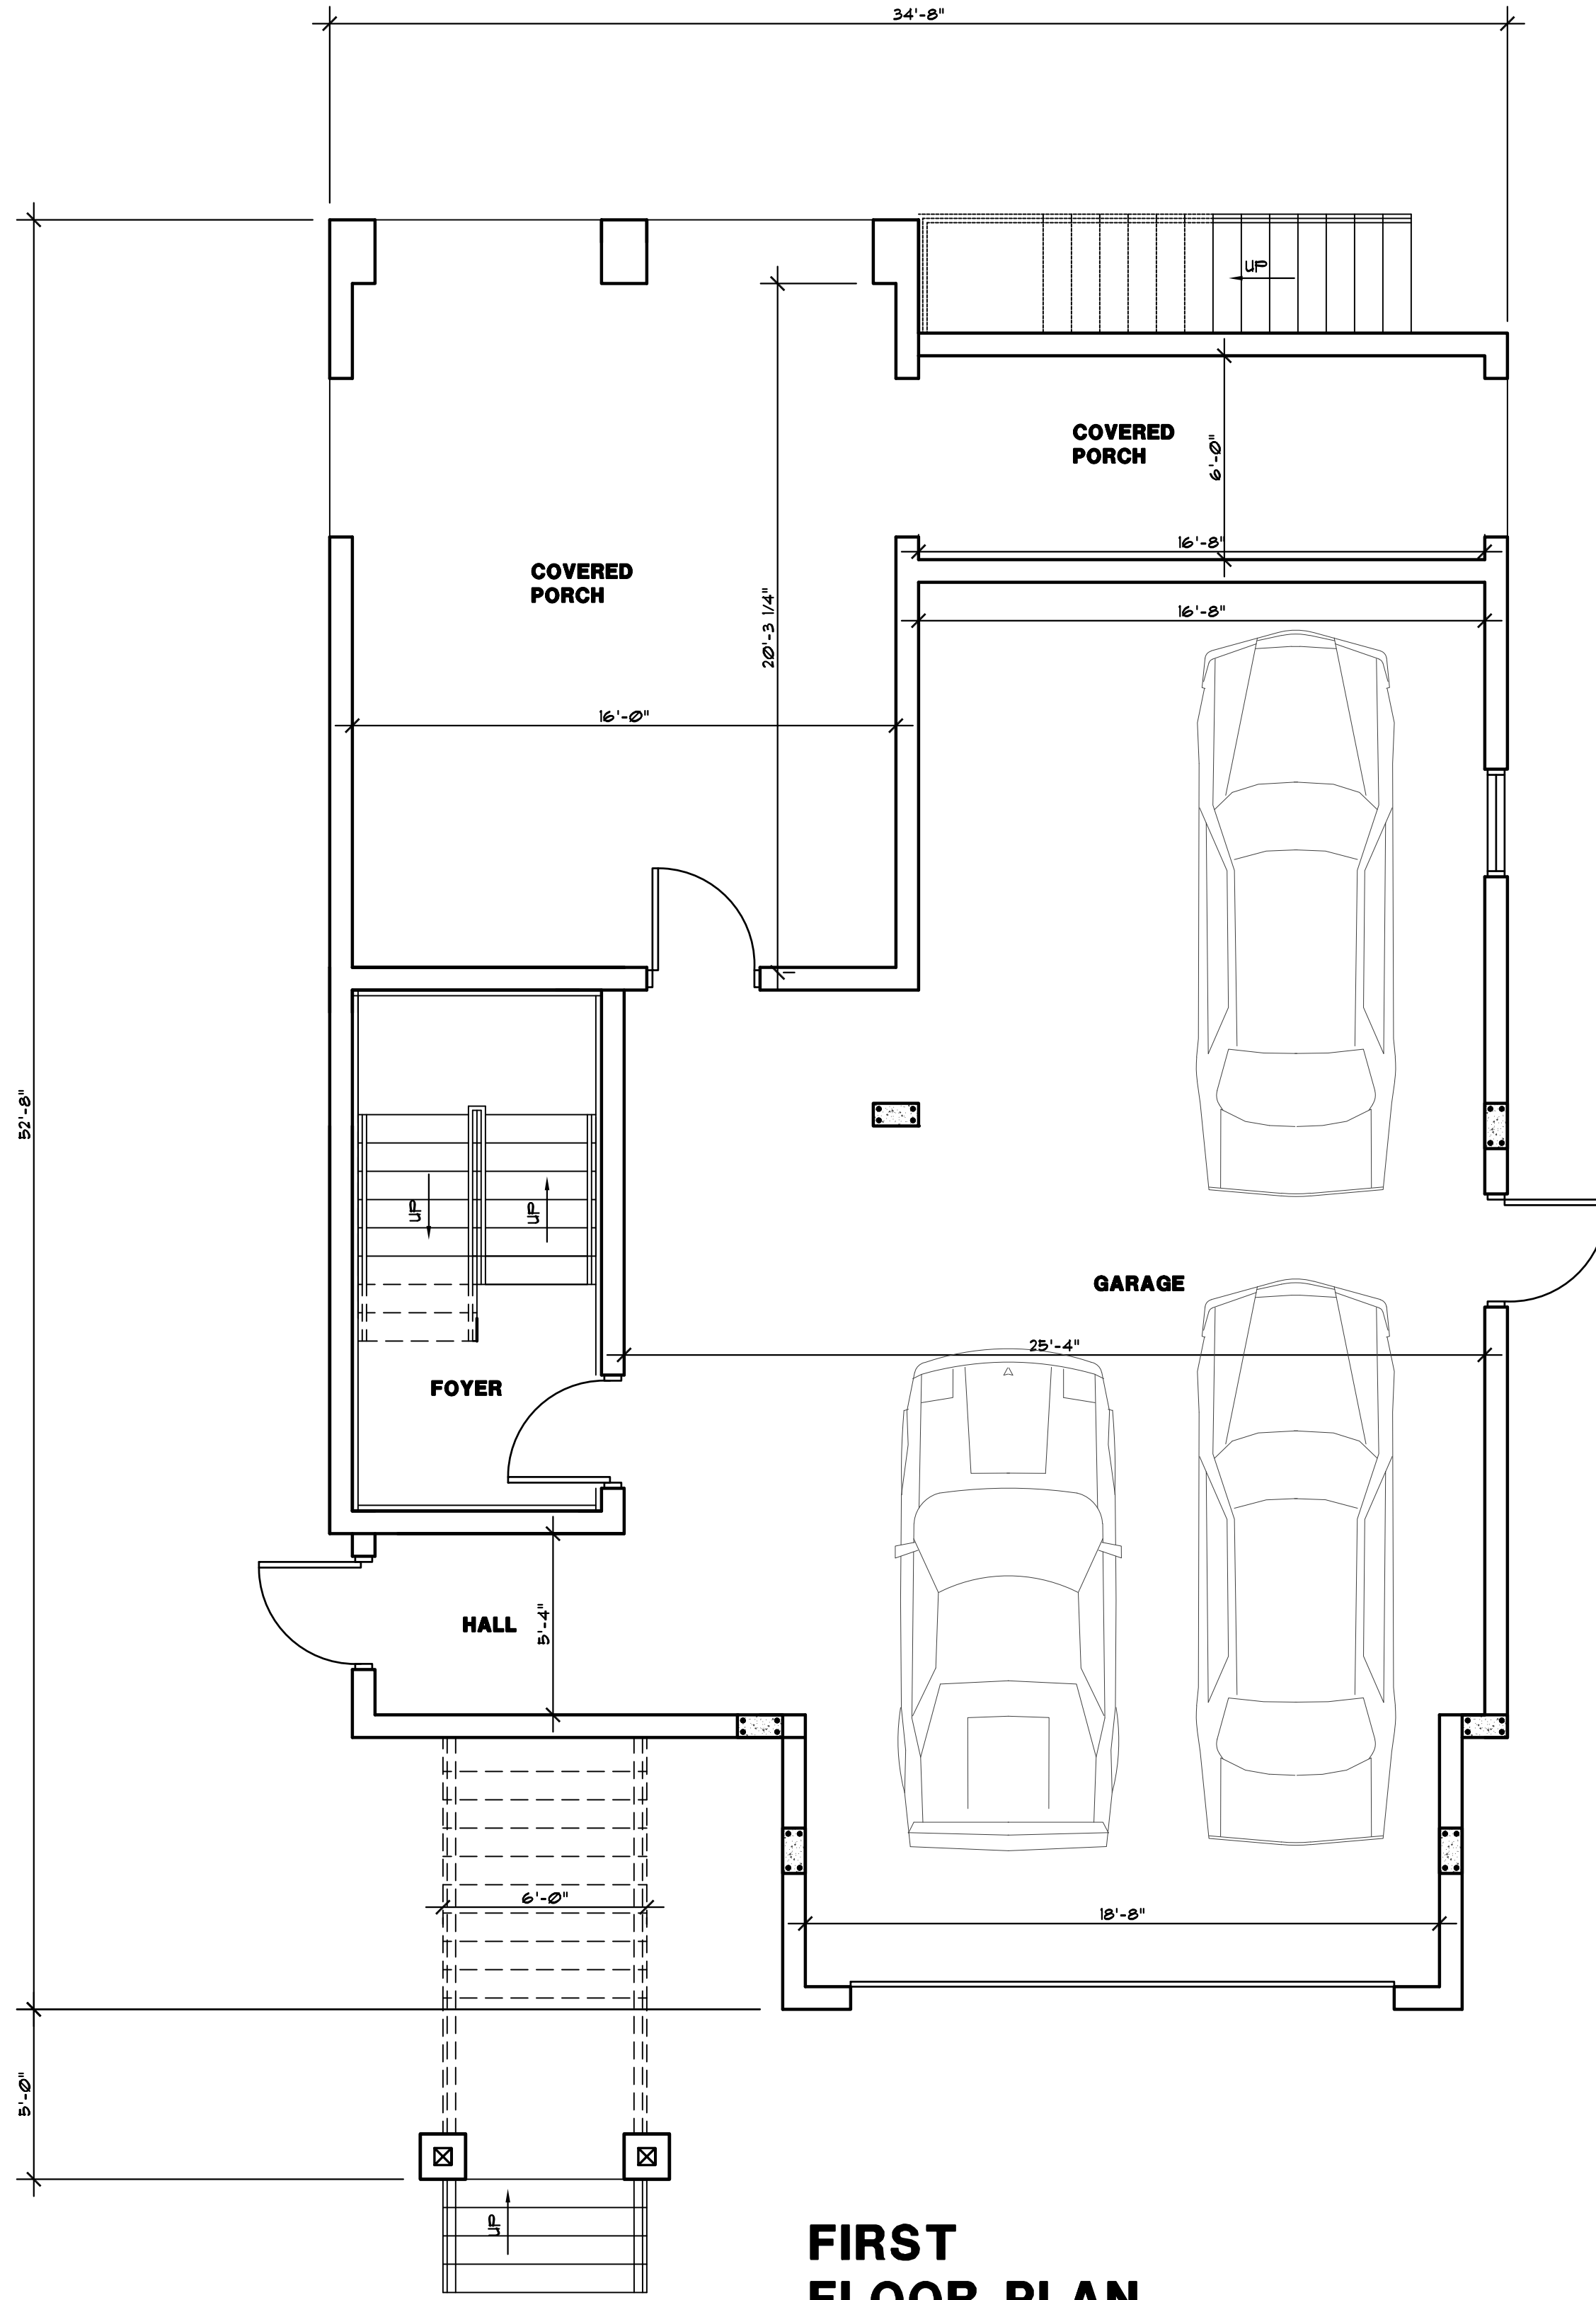 34'-8"
UP
COVERED
PORCH
6'-0"
16'-8"
COVERED
PORCH
20'-3 1/4"
16'-8"
16'-0"
52'-8"
UP
UP
GARAGE
25'-4"
FOYER
HALL
5'-4"
6'-0"
18'-8"
5'-0"
UP
FIRST
FLOOR PLAN